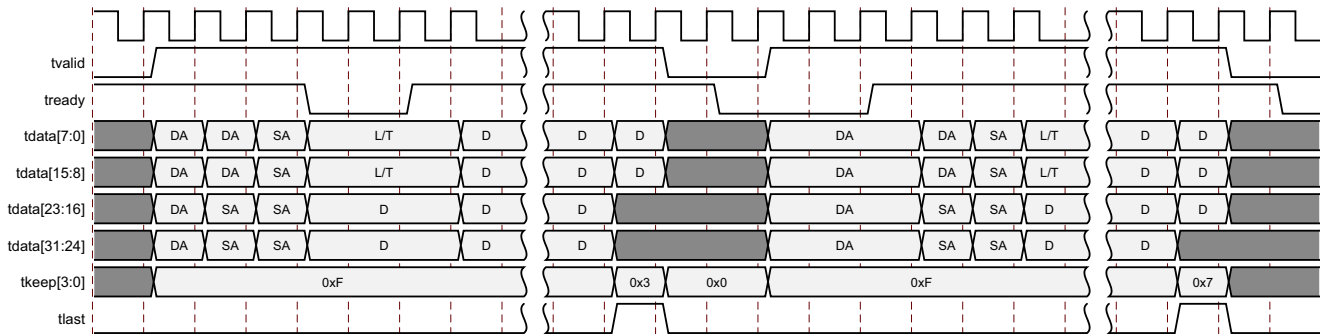 tvalid
tready
tdata[7:0] DA DA SA L/T D D D DA DA SA L/T D D
tdata[15:8] DA DA SA L/T D D D DA DA SA L/T D D
tdata[23:16] DA SA SA D D D DA SA SA D D D
tdata[31:24] DA SA SA D D D DA SA SA D D
tkeep[3:0] 0xF 0x3 0x0 0xF 0x7
tlast